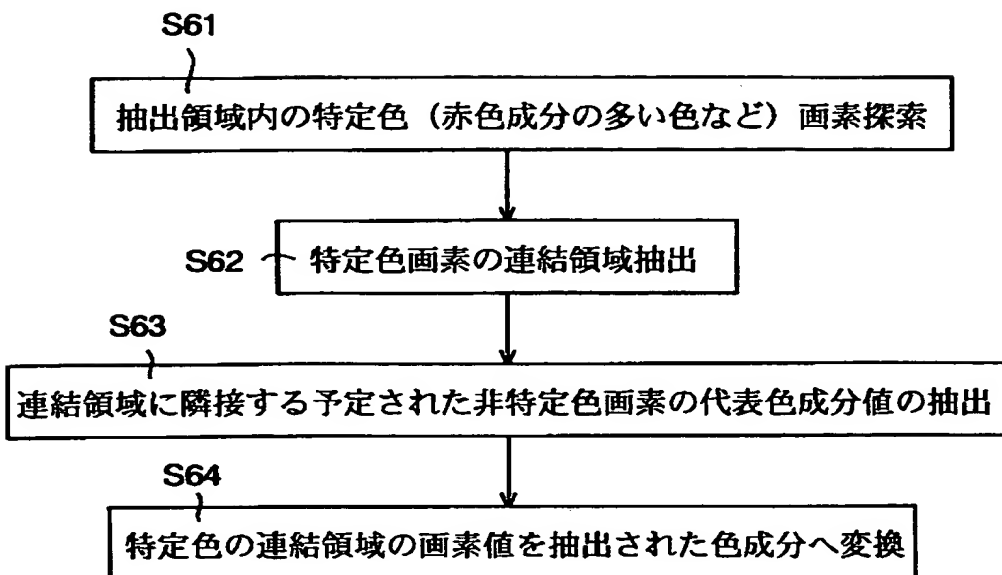 S61
抽出領域内の特定色（赤色成分の多い色など）画素探索
S62
特定色画素の連結領域抽出
S63
連結領域に隣接する予定された非特定色画素の代表色成分値の抽出
S64
特定色の連結領域の画素値を抽出された色成分へ変換